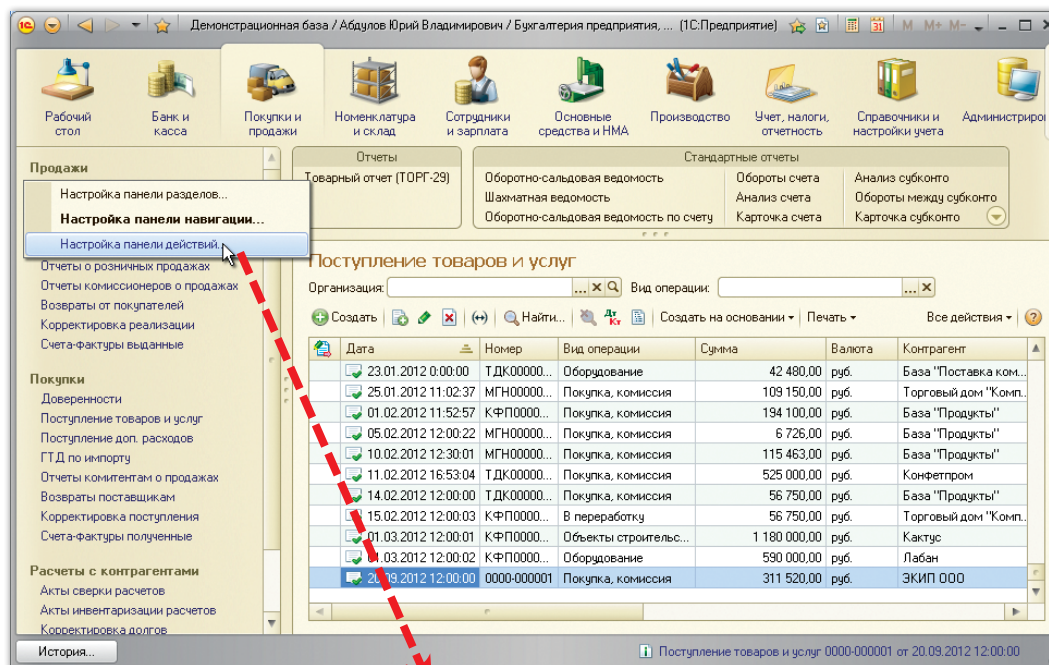 Демонстрационная база / Абдулов Юрий Владимирович / Бухгалтерия предприятия, ... (1С:Предприятие) M M+ M-
Рабочий стол
Банк и касса
Покупки и продажи
Номенклатура и склад
Сотрудники и зарплата
Основные средства и НМА
Производство
Учет, налоги, отчетность
Справочники и настройки учета
Администриро
Продажи
Настройка панели разделов...
Настройка панели навигации...
Настройка панели действий...
Отчеты о розничных продажах
Отчеты комиссионеров о продажах
Возвраты от покупателей
Корректировка реализации
Счета-фактуры выданные
Покупки
Доверенности
Поступление товаров и услуг
Поступление доп. расходов
ГТД по импорту
Отчеты комитентам о продажах
Возвраты поставщикам
Корректировка поступления
Счета-фактуры полученные
Расчеты с контрагентами
Акты сверки расчетов
Акты инвентаризации расчетов
Корректировка долгов
История...
Отчеты
Товарный отчет (ТОРГ-29)
Стандартные отчеты
Оборотно-сальдовая ведомость Обороты счета Анализ субконто
Шахматная ведомость Анализ счета Обороты между субконто
Оборотно-сальдовая ведомость по счету Карточка счета Карточка субконто
Поступление товаров и услуг
Организация: Вид операции:
Создать Найти... Дт Кт Создать на основании Печать Все действия
Дата Номер Вид операции Сумма Валюта Контрагент
23.01.2012 0:00:00 ТДК00000... Оборудование 42 480,00 руб. База "Поставка ком...
25.01.2012 11:02:37 МГН00000... Покупка, комиссия 109 150,00 руб. Торговый дом "Комп..
01.02.2012 11:52:57 КФП0000... Покупка, комиссия 194 100,00 руб. База "Продукты"
05.02.2012 12:00:22 МГН00000... Покупка, комиссия 6 726,00 руб. База "Продукты"
10.02.2012 12:30:01 МГН00000... Покупка, комиссия 115 463,00 руб. База "Продукты"
11.02.2012 16:53:04 ТДК00000... Покупка, комиссия 525 000,00 руб. Конфетпром
14.02.2012 12:00:00 ТДК00000... Покупка, комиссия 56 750,00 руб. База "Продукты"
15.02.2012 12:00:03 КФП0000... В переработку 56 750,00 руб. Торговый дом "Комп..
01.03.2012 12:00:01 КФП0000... Объекты строительс... 1 180 000,00 руб. Кактус
01.03.2012 12:00:02 КФП0000... Оборудование 590 000,00 руб. Лабан
20.09.2012 12:00:00 0000-000001 Покупка, комиссия 311 520,00 руб. ЭКИП ООО
Поступление товаров и услуг 0000-000001 от 20.09.2012 12:00:00